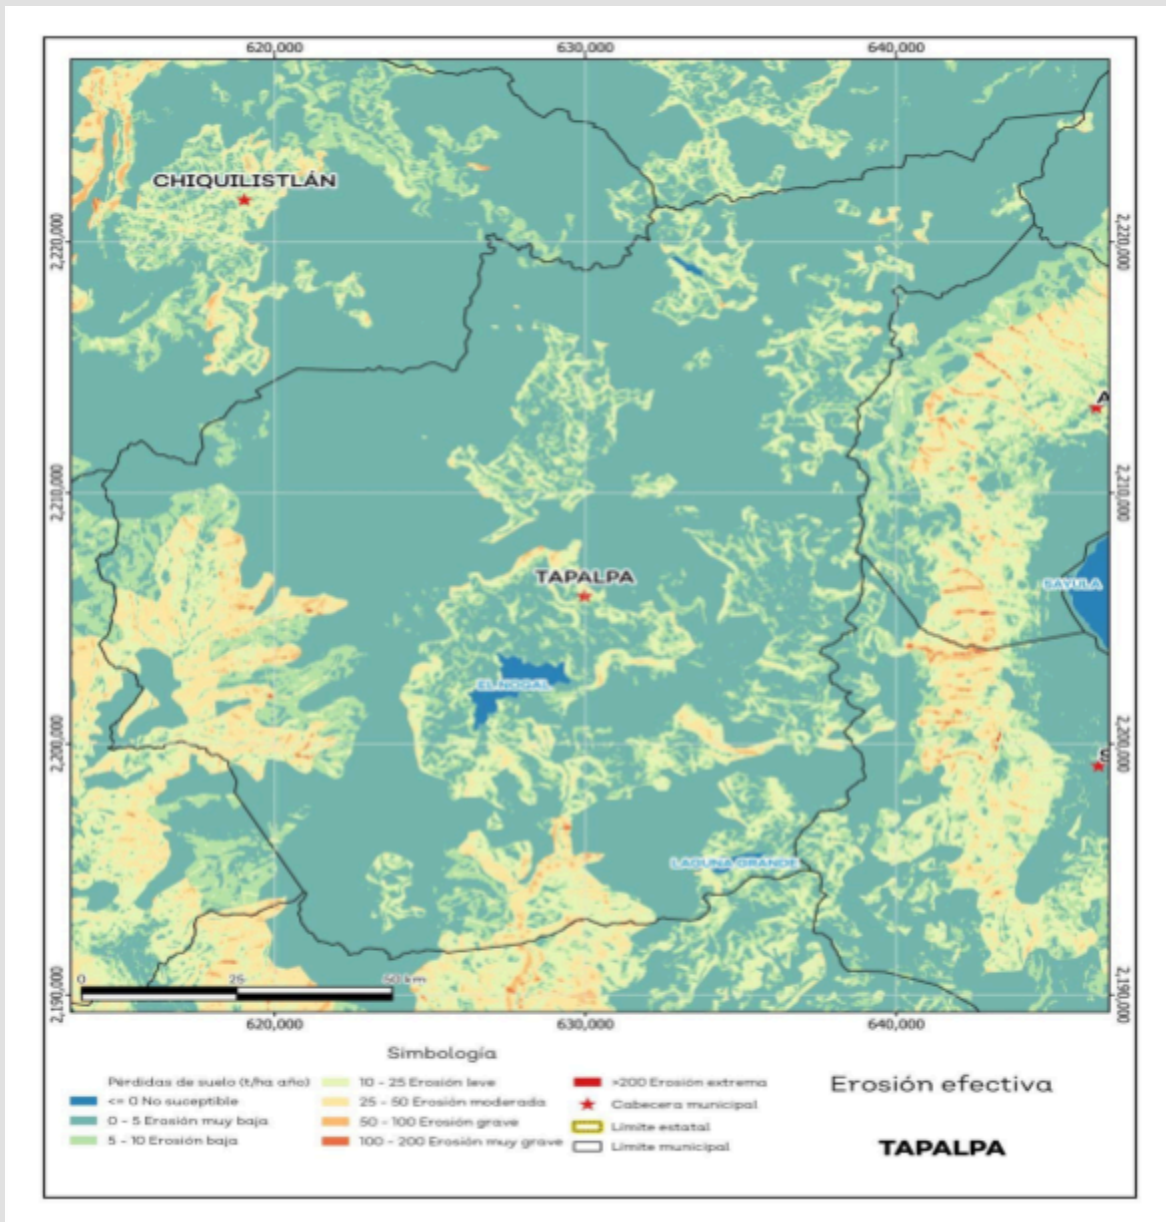 620,000 630,000 640,000
CHIQUILISTLÁN
2,220,000 2,220,000
A
2,210,000 2,210,000
TAPALPA
SAYULA
EL NOGAL
2,200,000 2,200,000
S
LAGUNA GRANDE
0 25 50 km
2,190,000 2,190,000
620,000 630,000 640,000
Simbología
Pérdidas de suelo (t/ha año)
<= 0 No suceptible
0 - 5 Erosión muy baja
5 - 10 Erosión baja
10 - 25 Erosión leve
25 - 50 Erosión moderada
50 - 100 Erosión grave
100 - 200 Erosión muy grave
>200 Erosión extrema
Cabecera municipal
Límite estatal
Límite municipal
Erosión efectiva
TAPALPA